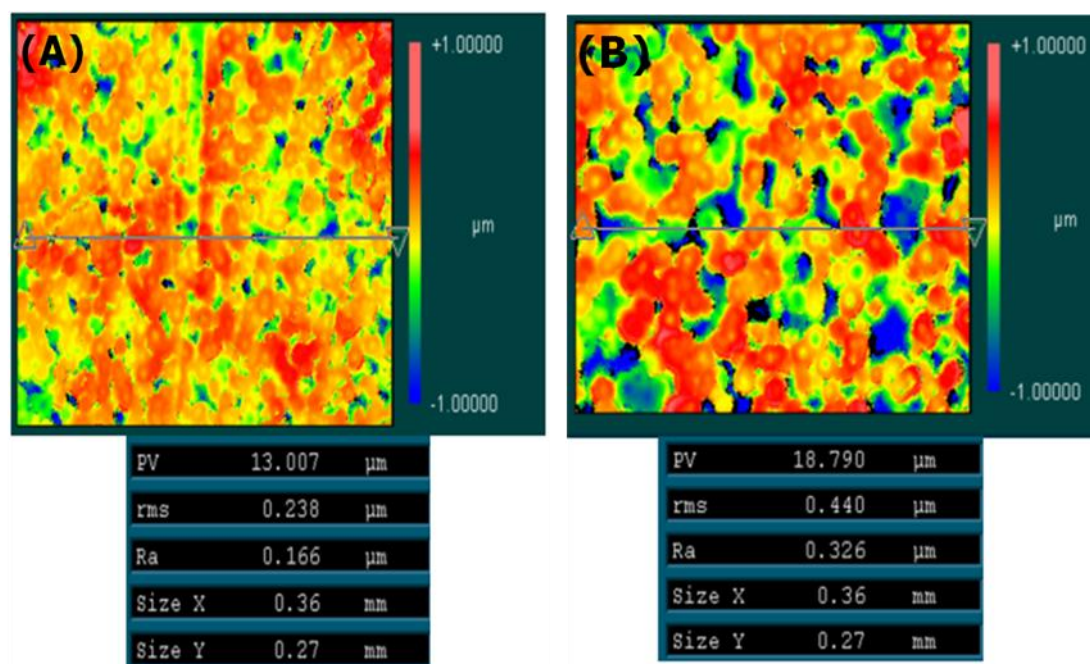 (A)
+1.00000
µm
-1.00000
PV 13.007 µm
rms 0.238 µm
Ra 0.166 µm
Size X 0.36 mm
Size Y 0.27 mm
(B)
+1.00000
µm
-1.00000
PV 18.790 µm
rms 0.440 µm
Ra 0.326 µm
Size X 0.36 mm
Size Y 0.27 mm